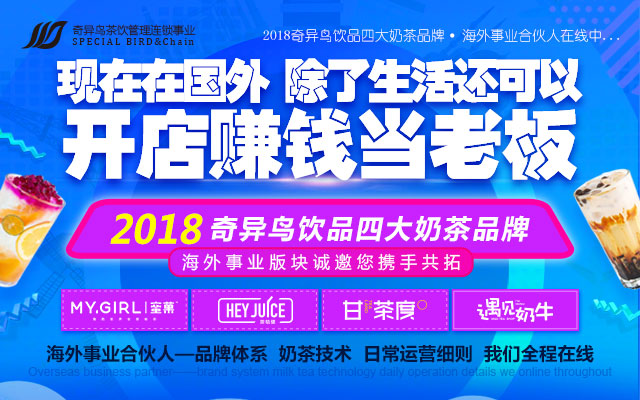 奇异鸟茶饮管理连锁事业
SPECIAL BIRD&Chain
2018奇异鸟饮品四大奶茶品牌 • 海外事业合伙人在线中...
现在在国外 除了生活还可以
开店赚钱当老板
2018奇异鸟饮品四大奶茶品牌
海外事业版块诚邀您携手共拓
MY.GIRL
HEYJUICE
甘茶度
遇见奶牛
海外事业合伙人—品牌体系 奶茶技术 日常运营细则 我们全程在线
Overseas business partner——brand system milk tea technology daily operation details we online throughout